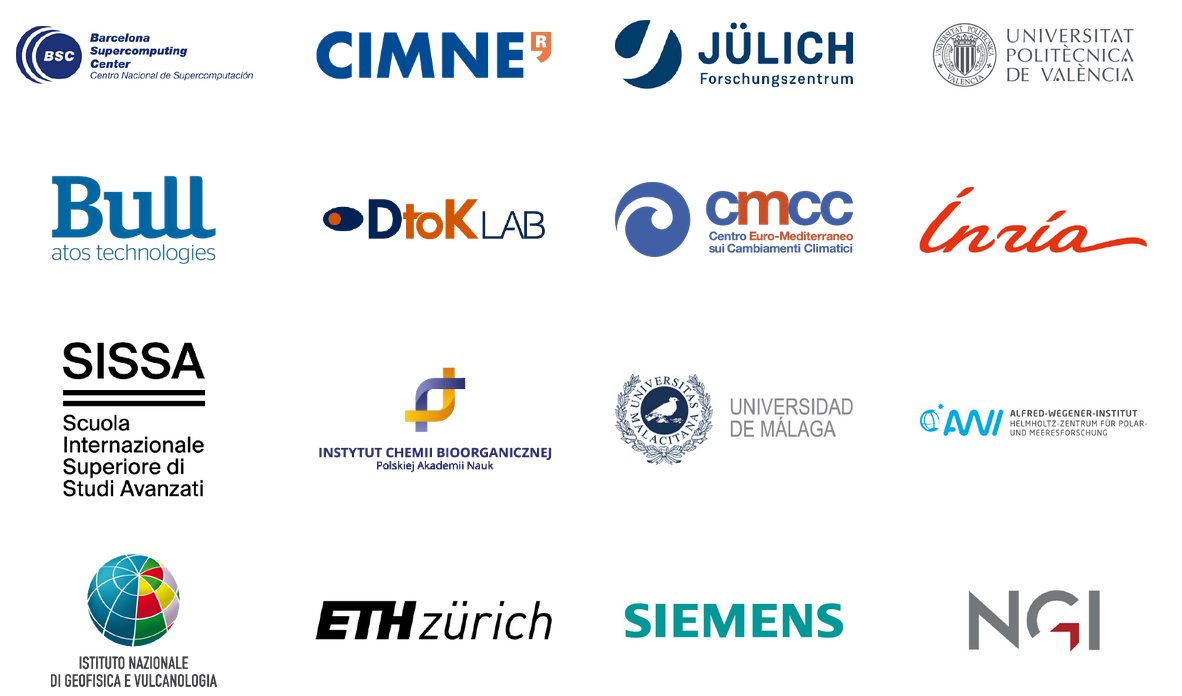 BSC
Barcelona
Supercomputing
Center
Centro Nacional de Supercomputación
CIMNE R
JÜLICH
Forschungszentrum
UNIVERSITAT
POLITÈCNICA
DE VALÈNCIA
Bull
atos technologies
DtoK LAB
cmcc
Centro Euro-Mediterraneo
sui Cambiamenti Climatici
Inría
SISSA
Scuola
Internazionale
Superiore di
Studi Avanzati
INSTYTUT CHEMII BIOORGANICZNEJ
Polskiej Akademii Nauk
UNIVERSITAS
MALACITANA
UNIVERSIDAD
DE MÁLAGA
AWI
ALFRED-WEGENER-INSTITUT
HELMHOLTZ-ZENTRUM FÜR POLAR-
UND MEERESFORSCHUNG
ISTITUTO NAZIONALE
DI GEOFISICA E VULCANOLOGIA
ETH zürich
SIEMENS
NGI